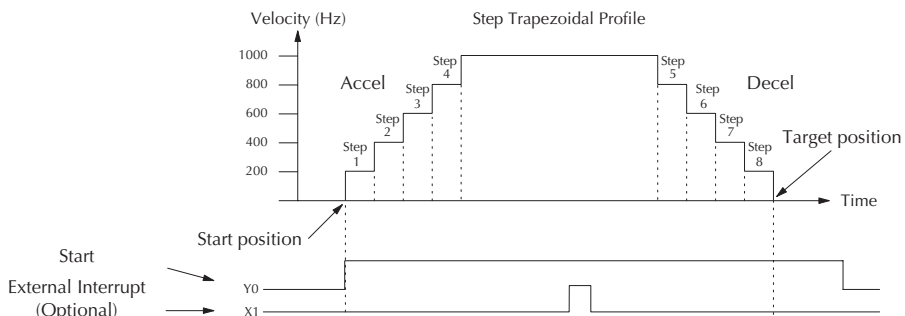 Velocity (Hz)
Step Trapezoidal Profile
1000
800
600
400
200
Accel
Decel
Step
1
Step
2
Step
3
Step
4
Step
5
Step
6
Step
7
Step
8
Target position
Time
Start position
Start
Y0
External Interrupt
(Optional)
X1